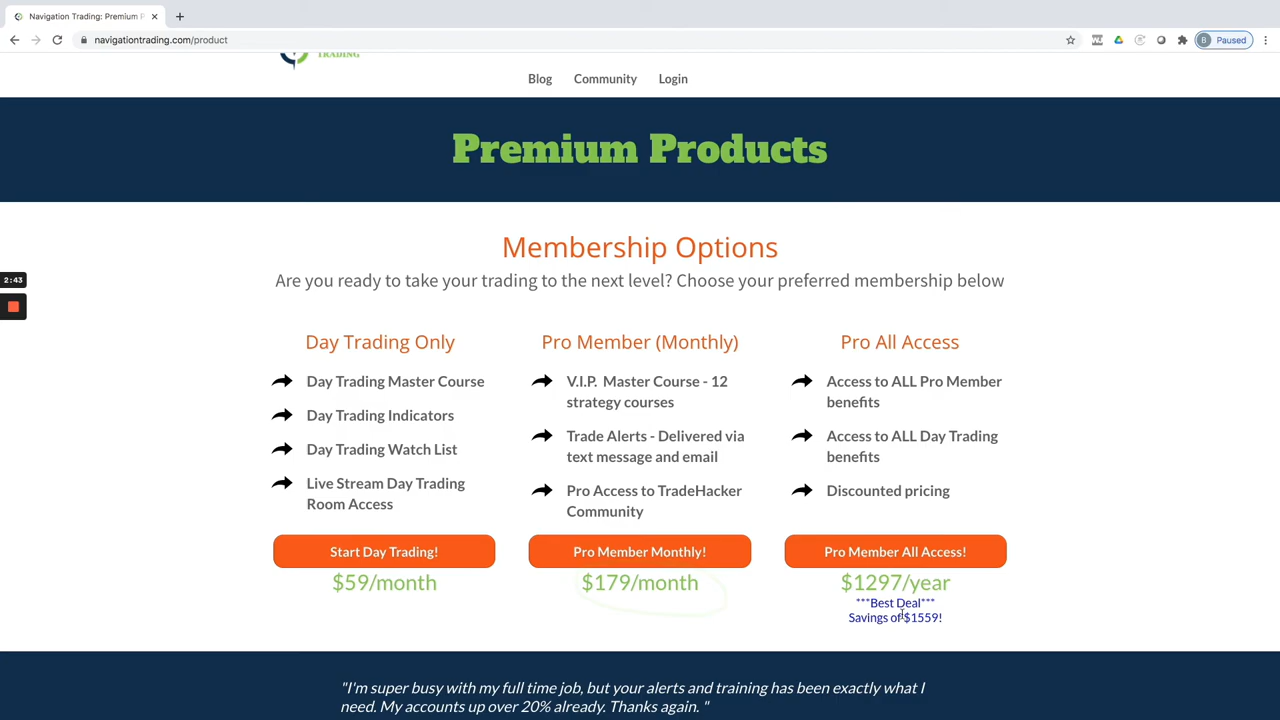 Navigation Trading: Premium P
navigationtrading.com/product
B Paused
TRADING
Blog Community Login
Premium Products
Membership Options
Are you ready to take your trading to the next level? Choose your preferred membership below
2:43
Day Trading Only
Day Trading Master Course
Day Trading Indicators
Day Trading Watch List
Live Stream Day Trading
Room Access
Start Day Trading!
$59/month
Pro Member (Monthly)
V.I.P. Master Course - 12
strategy courses
Trade Alerts - Delivered via
text message and email
Pro Access to TradeHacker
Community
Pro Member Monthly!
$179/month
Pro All Access
Access to ALL Pro Member
benefits
Access to ALL Day Trading
benefits
Discounted pricing
Pro Member All Access!
$1297/year
***Best Deal***
Savings of $1559!
"I'm super busy with my full time job, but your alerts and training has been exactly what I
need. My accounts up over 20% already. Thanks again. "